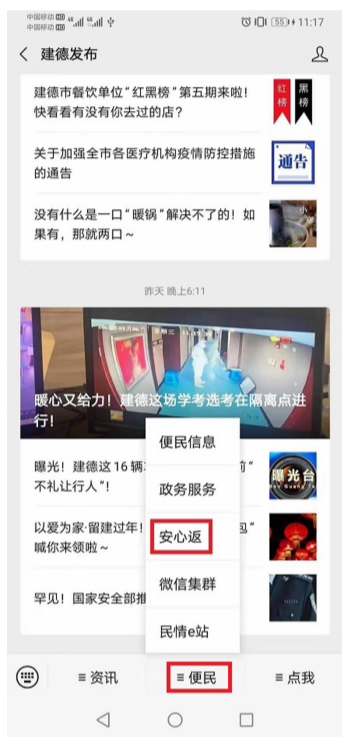 中国移动 HD
中国移动 HD
55
11:17
建德发布
建德市餐饮单位“红黑榜”第五期来啦!
快看看有没有你去过的店?
红榜
黑榜
关于加强全市各医疗机构疫情防控措施
的通告
通告
没有什么是一口“暖锅”解决不了的! 如
果有, 那就两口~
小
昨天 晚上6:11
星期三
暖心又给力! 建德这场学考选考在隔离点进
行!
便民信息
曝光! 建德这 16 辆
前“
不礼让行人”!
曝光台
政务服务
以爱为家·留建过年!
包”
喊你来领啦~
安心返
微信集群
罕见! 国家安全部推
民情e站
≡ 资讯
≡ 便民
≡ 点我